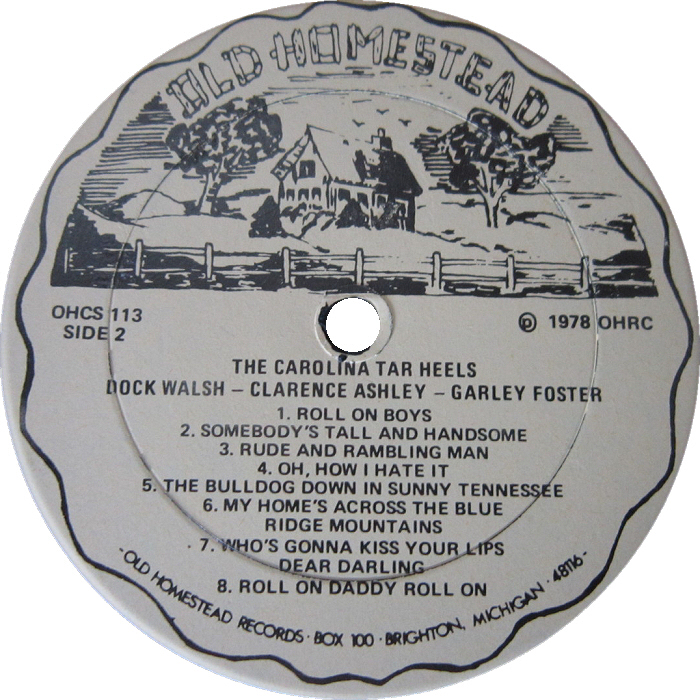 OLD HOMESTEAD
OHCS 113
SIDE 2
℗ 1978 OHRC
THE CAROLINA TAR HEELS
DOCK WALSH – CLARENCE ASHLEY – GARLEY FOSTER
1. ROLL ON BOYS
2. SOMEBODY'S TALL AND HANDSOME
3. RUDE AND RAMBLING MAN
4. OH, HOW I HATE IT
5. THE BULLDOG DOWN IN SUNNY TENNESSEE
6. MY HOME'S ACROSS THE BLUE
RIDGE MOUNTAINS
7. WHO'S GONNA KISS YOUR LIPS
DEAR DARLING
8. ROLL ON DADDY ROLL ON
-OLD HOMESTEAD RECORDS · BOX 100 · BRIGHTON, MICHIGAN · 48116-